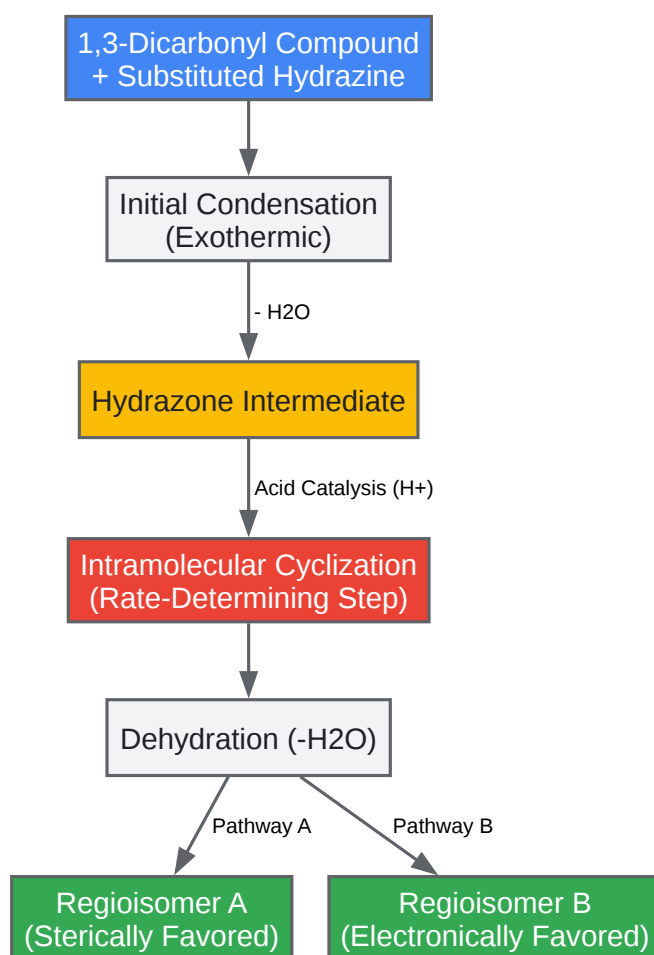 1,3-Dicarbonyl Compound
+ Substituted Hydrazine
Initial Condensation
(Exothermic)
- H2O
Hydrazone Intermediate
Acid Catalysis (H+)
Intramolecular Cyclization
(Rate-Determining Step)
Dehydration (-H2O)
Pathway A
Pathway B
Regioisomer A
(Sterically Favored)
Regioisomer B
(Electronically Favored)